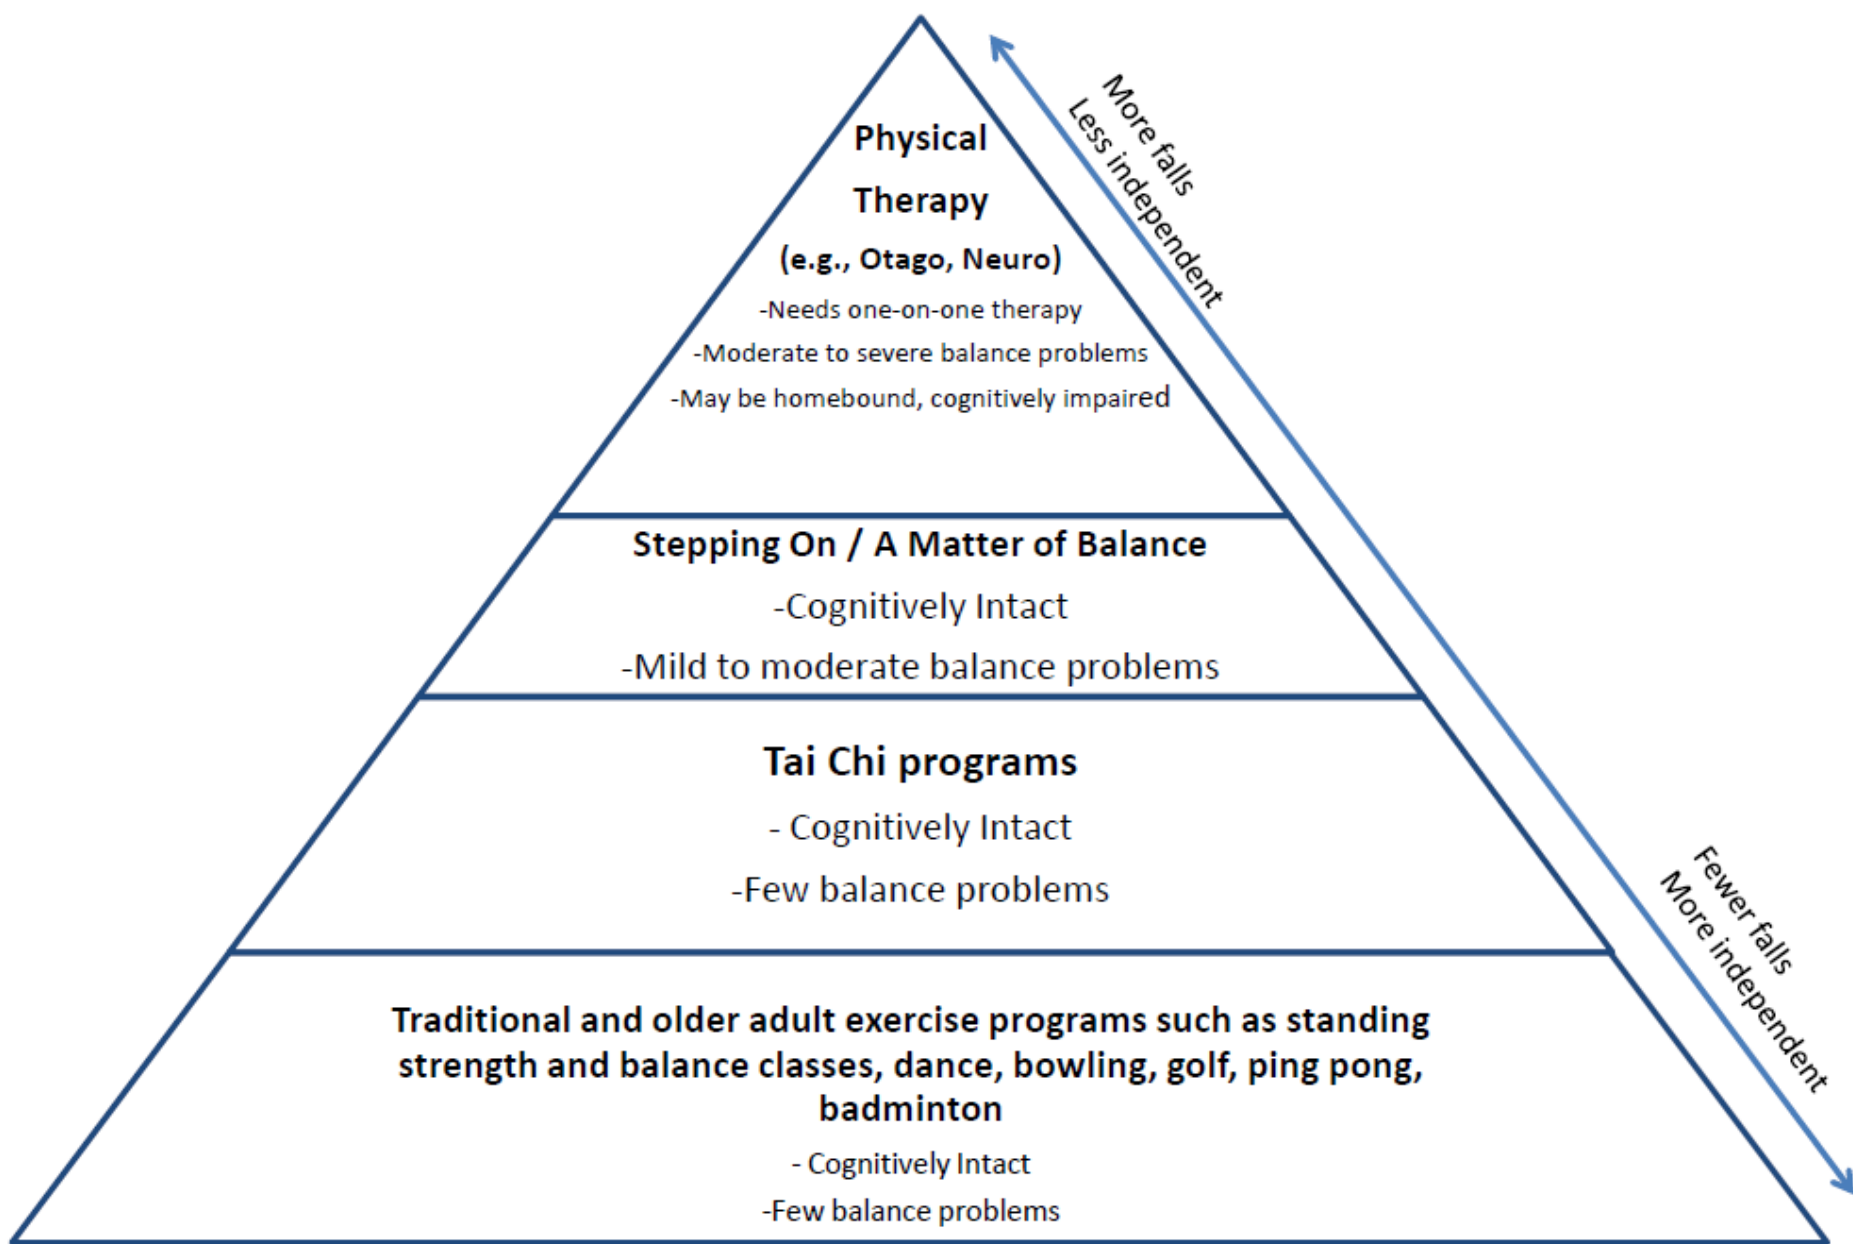 Physical
Therapy
(e.g., Otago, Neuro)
-Needs one-on-one therapy
-Moderate to severe balance problems
-May be homebound, cognitively impaired
More falls
Less independent
Stepping On / A Matter of Balance
-Cognitively Intact
-Mild to moderate balance problems
Tai Chi programs
- Cognitively Intact
-Few balance problems
Fewer falls
More independent
Traditional and older adult exercise programs such as standing
strength and balance classes, dance, bowling, golf, ping pong,
badminton
- Cognitively Intact
-Few balance problems